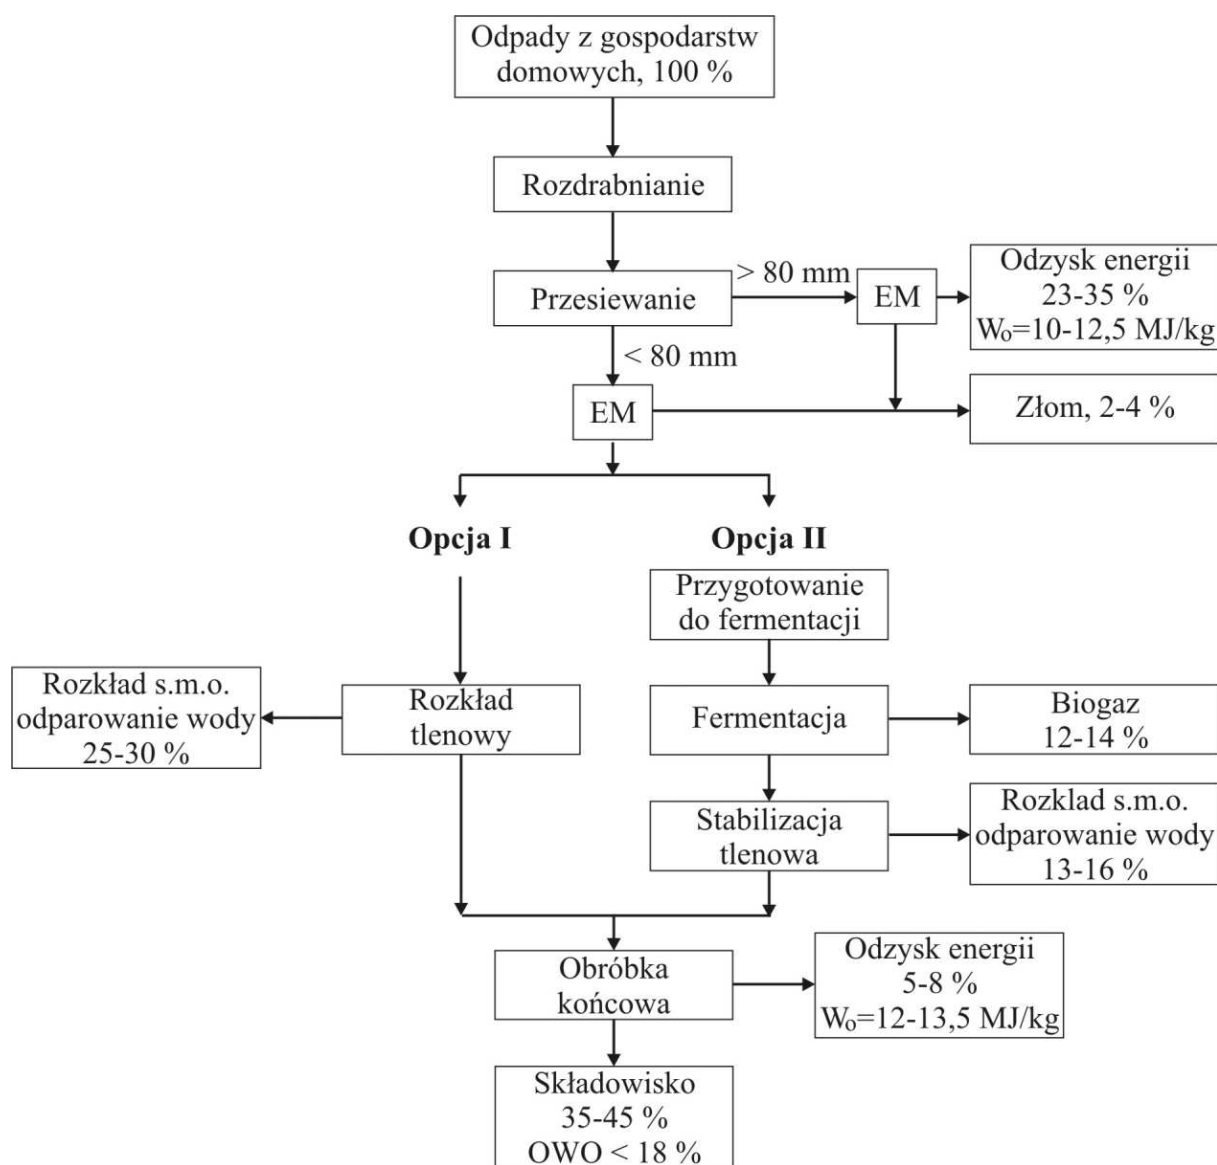 Odpady z gospodarstw
domowych, 100 %
Rozdrabnianie
Przesiewanie
> 80 mm
EM
Odzysk energii
23-35 %
Wₒ=10-12,5 MJ/kg
< 80 mm
EM
Złom, 2-4 %
Opcja I
Opcja II
Przygotowanie
do fermentacji
Rozkład s.m.o.
odparowanie wody
25-30 %
Rozkład
tlenowy
Fermentacja
Biogaz
12-14 %
Stabilizacja
tlenowa
Rozklad s.m.o.
odparowanie wody
13-16 %
Obróbka
końcowa
Odzysk energii
5-8 %
Wₒ=12-13,5 MJ/kg
Składowisko
35-45 %
OWO < 18 %